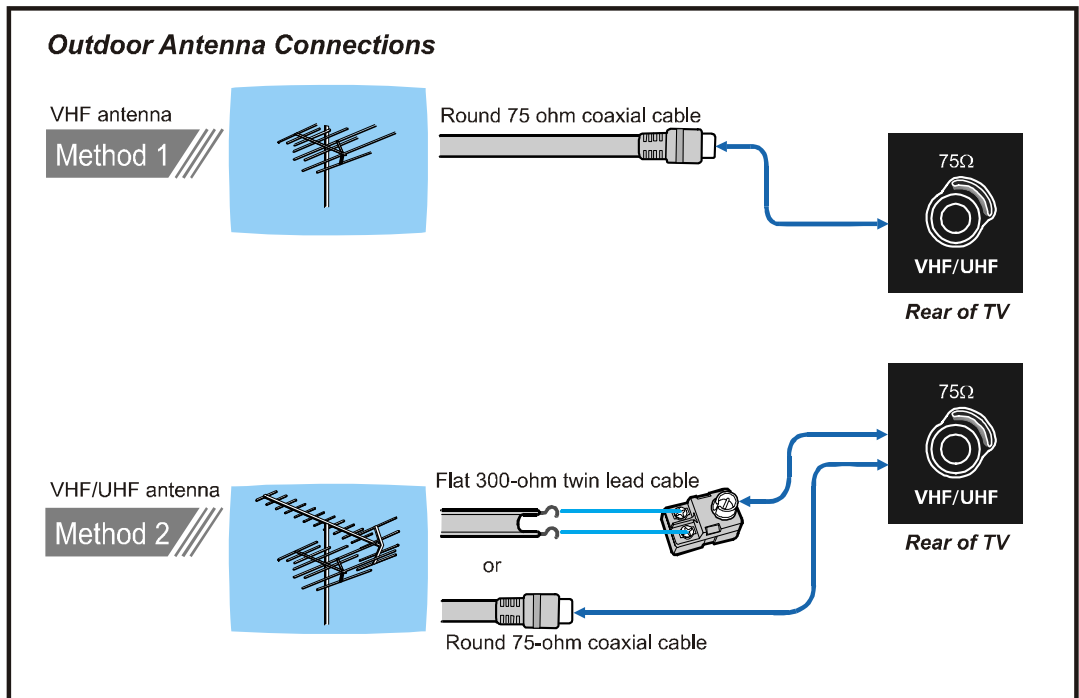 Outdoor Antenna Connections
VHF antenna
Method 1
Round 75 ohm coaxial cable
75Ω
VHF/UHF
Rear of TV
VHF/UHF antenna
Method 2
Flat 300-ohm twin lead cable
or
Round 75-ohm coaxial cable
75Ω
VHF/UHF
Rear of TV